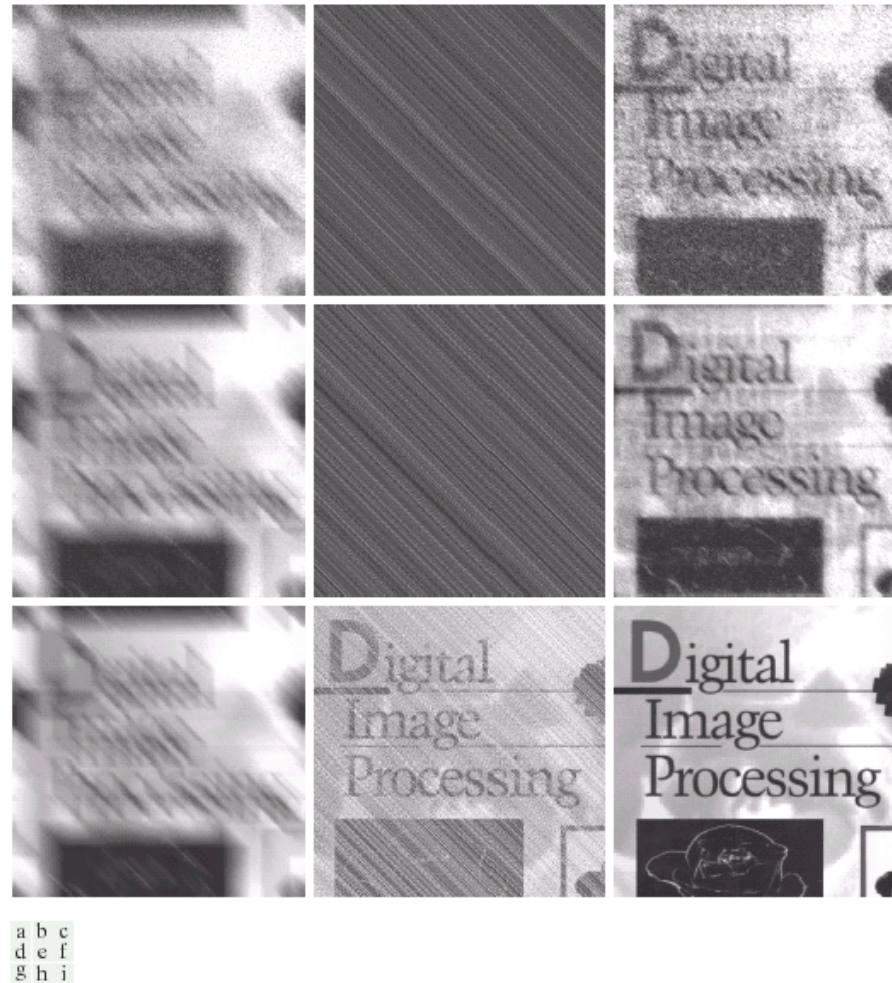 Digital
Image
Processing
Digital
Image
Processing
Digital
Image
Processing
Digital
Image
Processing
a b c
d e f
g h i